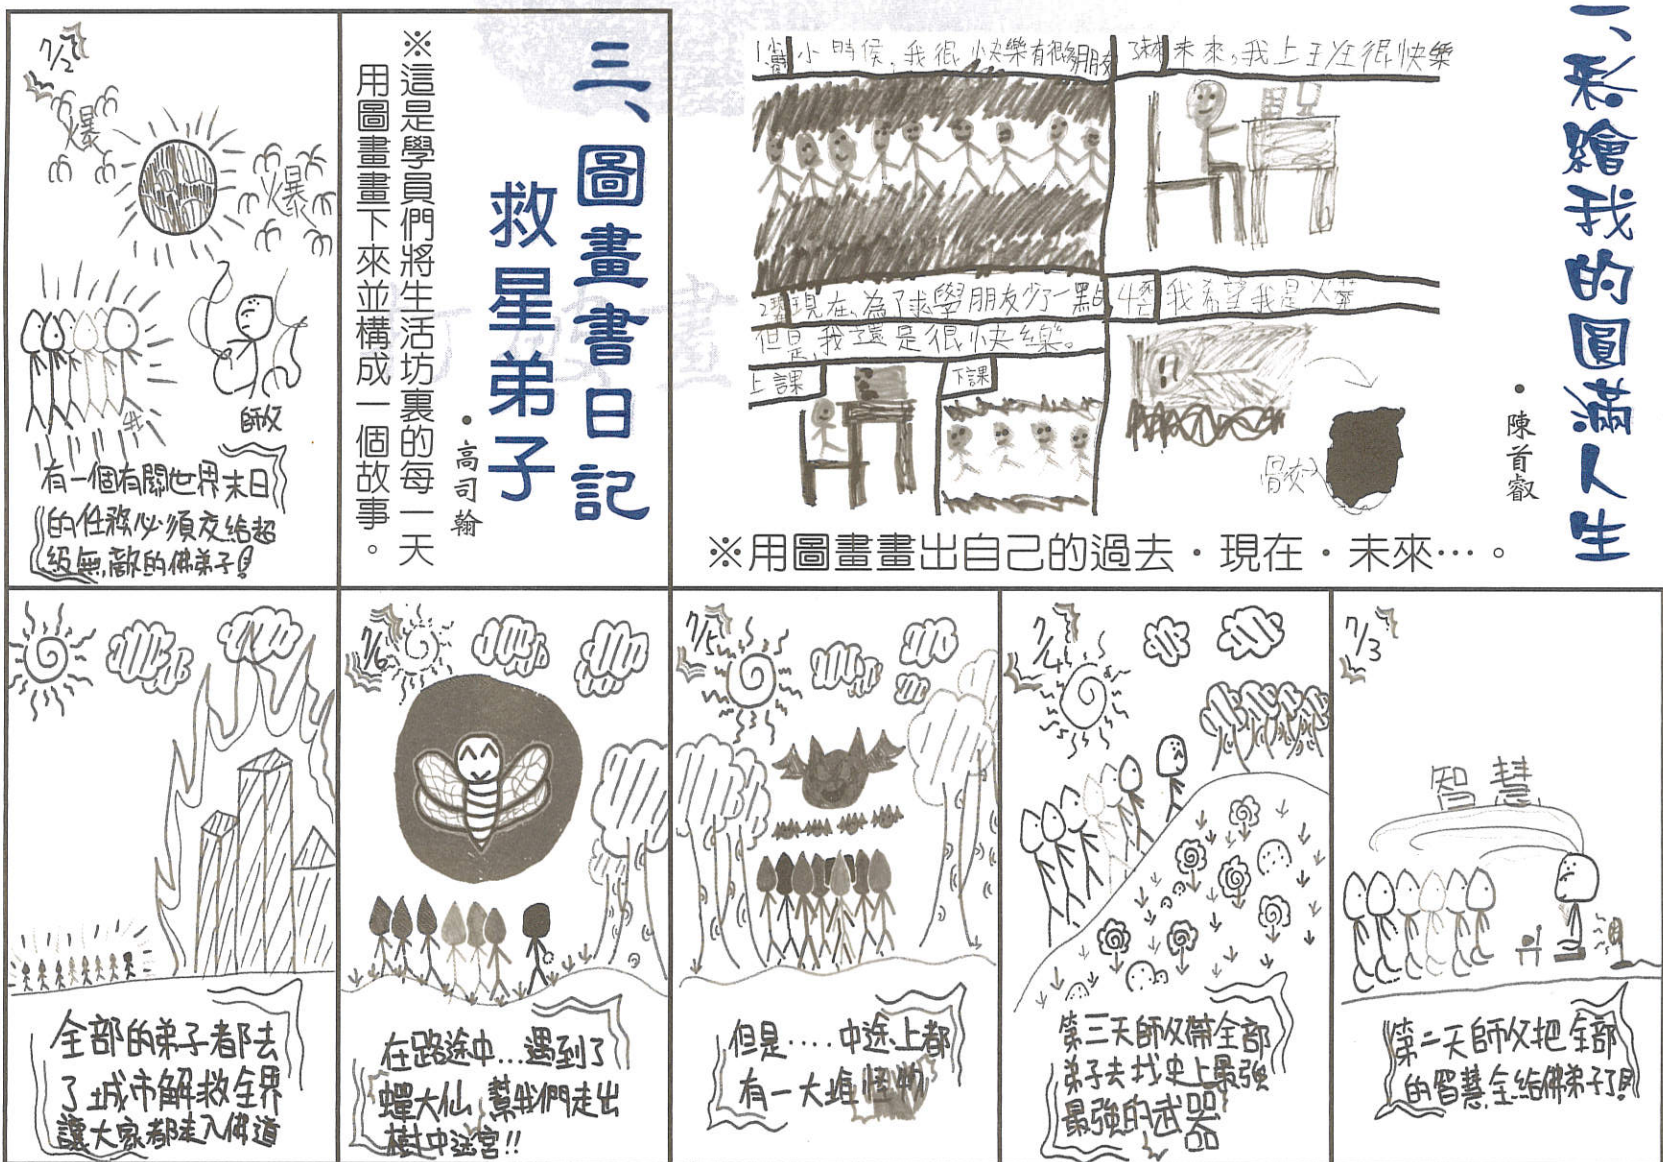 一、彩繪我的圓滿人生
・陳首叡
小時候,我很快樂有很多朋友
現在,為了求學朋友少了一點
但是,我還是很快樂。
上課
下課
未來,我上班很快樂
我希望我是火葬
骨灰→
※用圖畫畫出自己的過去・現在・未來…。
三、圖畫書日記
救星弟子
・高司翰
※這是學員們將生活坊裏的每一天
用圖畫畫下來並構成一個故事。
7/2
爆
爆
我
師父
有一個有關世界末日
的任務必須交給超
級無敵的佛弟子!
7/3
智慧
第二天師父把全部
的智慧全給佛弟子了!
7/4
第三天師父帶全部
弟子去找史上最強
最強的武器
7/5
但是....中途上都
有一大堆怪物
7/6
在路途中...遇到了
蟬大仙,幫我們走出
樹中迷宮!!
全部的弟子都去
了城市解救全界
讓大家都走入佛道